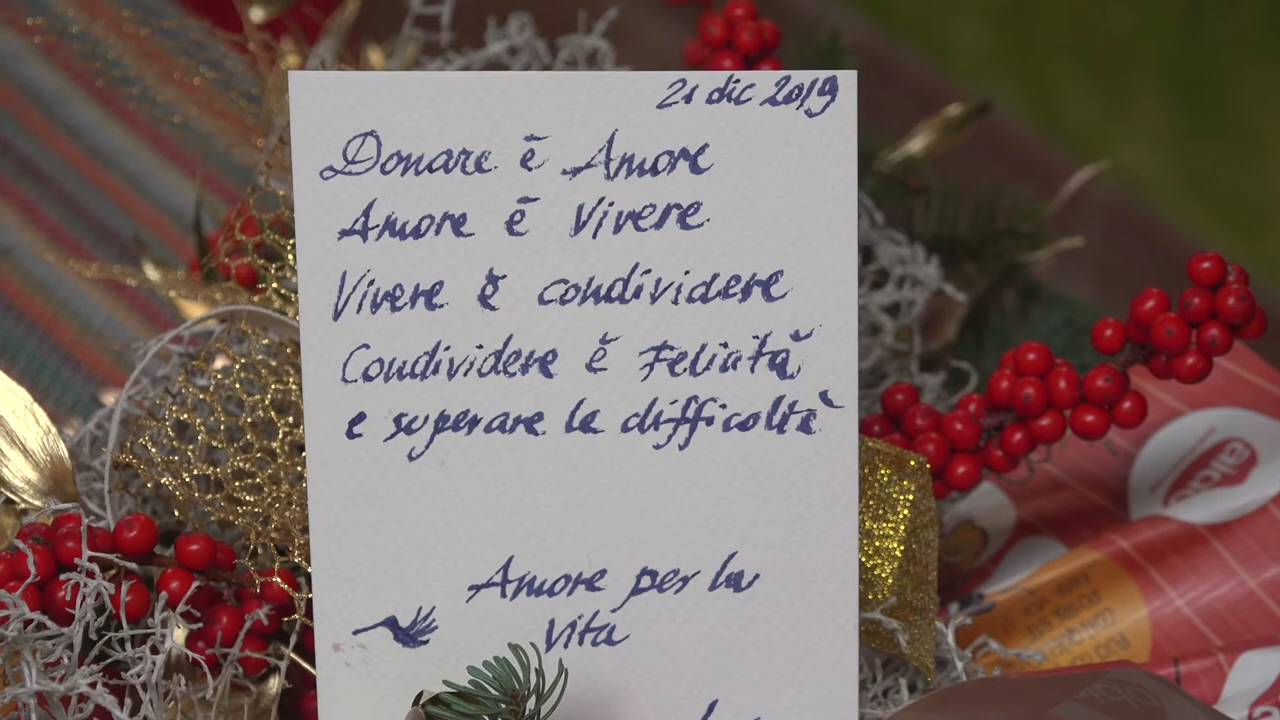 21 dic 2019
Donare è Amore
Amore è Vivere
Vivere è condividere
Condividere è Felicità
e superare le difficoltà
Amore per la
Vita